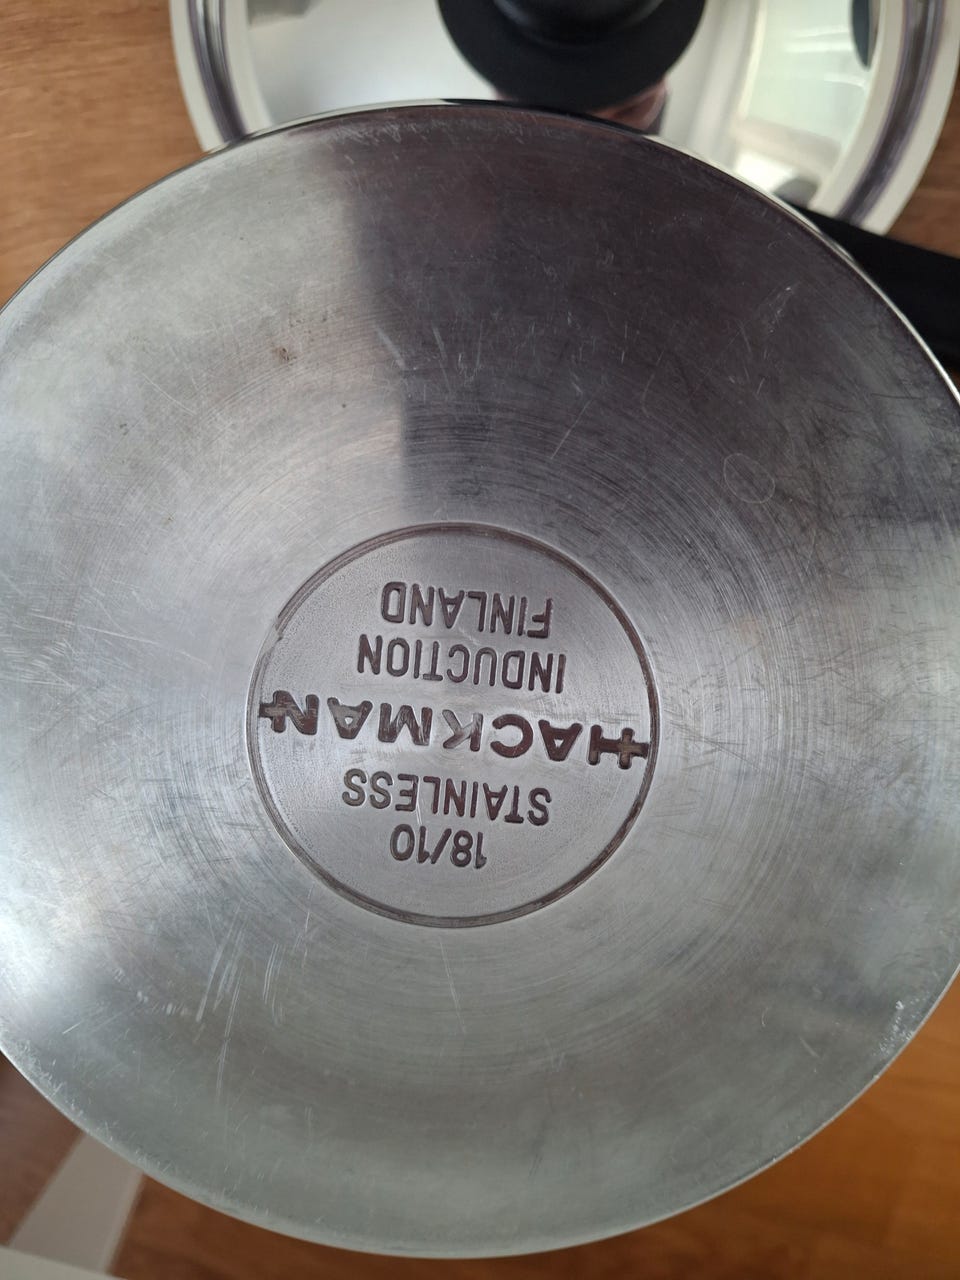 18/10
STAINLESS
HACKMAN
INDUCTION
FINLAND